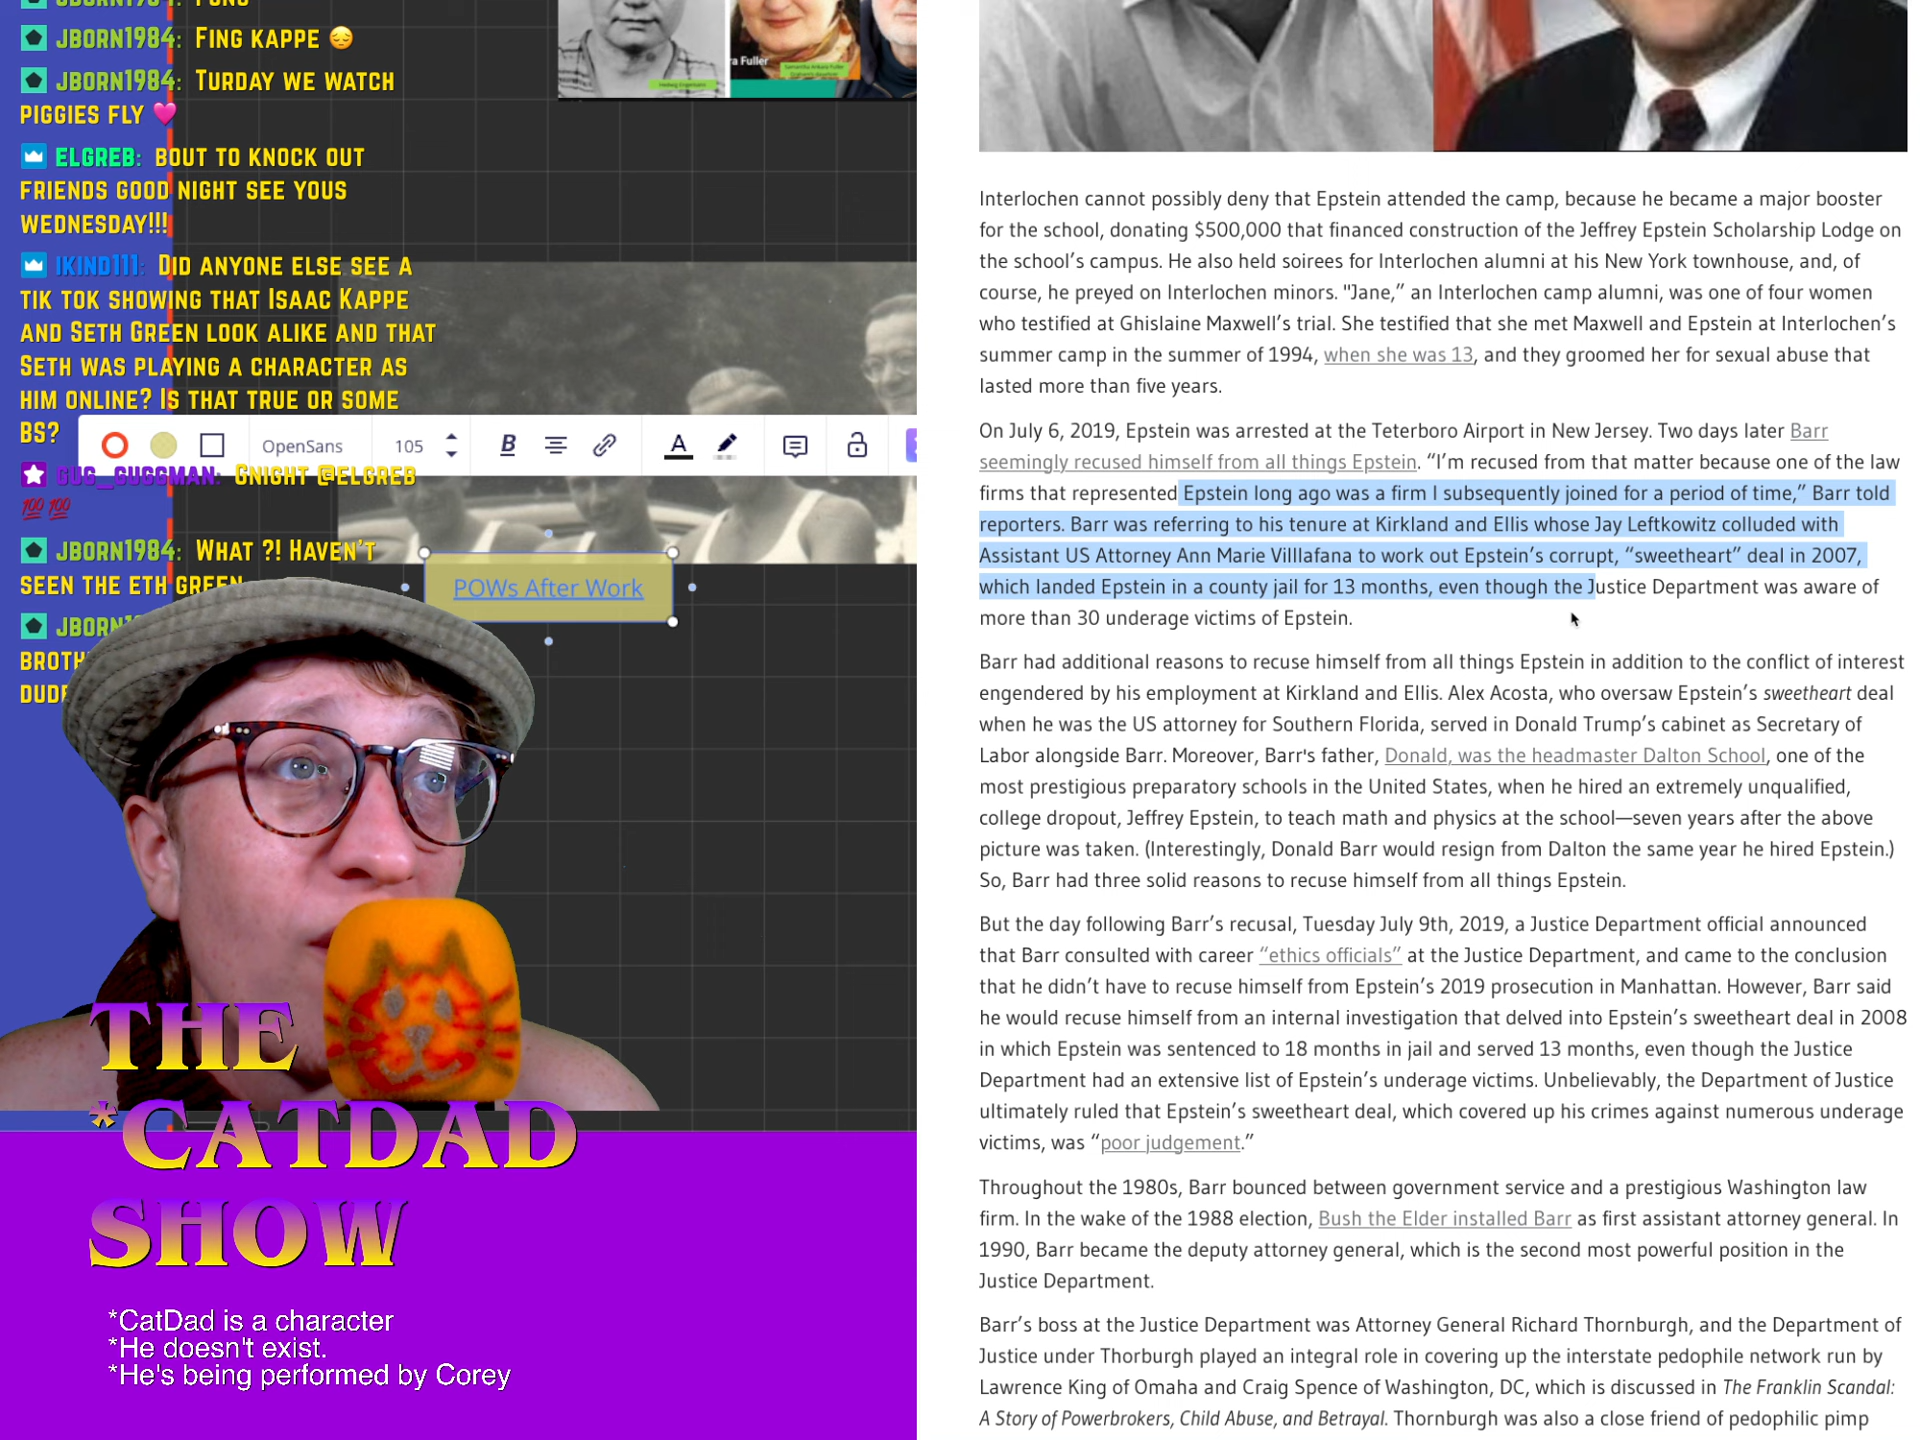 JBORN1984: FING KAPPE 😔
JBORN1984: TURDAY WE WATCH
PIGGIES FLY 💓
ELGREB: BOUT TO KNOCK OUT
FRIENDS GOOD NIGHT SEE YOUS
WEDNESDAY!!!
IKIND111: DID ANYONE ELSE SEE A
TIK TOK SHOWING THAT ISAAC KAPPE
AND SETH GREEN LOOK ALIKE AND THAT
SETH WAS PLAYING A CHARACTER AS
HIM ONLINE? IS THAT TRUE OR SOME
BS?
GUG_GUGGMAN: GNIGHT @ELGREB
💯 💯
JBORN1984: WHAT ?! HAVEN'T
SEEN THE ETH GREEN
ra Fuller
OpenSans 105 B A
POWs After Work
THE
*CATDAD
SHOW
*CatDad is a character
*He doesn't exist.
*He's being performed by Corey
Interlochen cannot possibly deny that Epstein attended the camp, because he became a major booster
for the school, donating $500,000 that financed construction of the Jeffrey Epstein Scholarship Lodge on
the school’s campus. He also held soirees for Interlochen alumni at his New York townhouse, and, of
course, he preyed on Interlochen minors. "Jane,” an Interlochen camp alumni, was one of four women
who testified at Ghislaine Maxwell’s trial. She testified that she met Maxwell and Epstein at Interlochen’s
summer camp in the summer of 1994, when she was 13, and they groomed her for sexual abuse that
lasted more than five years.
On July 6, 2019, Epstein was arrested at the Teterboro Airport in New Jersey. Two days later Barr
seemingly recused himself from all things Epstein. “I’m recused from that matter because one of the law
firms that represented Epstein long ago was a firm I subsequently joined for a period of time,” Barr told
reporters. Barr was referring to his tenure at Kirkland and Ellis whose Jay Leftkowitz colluded with
Assistant US Attorney Ann Marie Villlafana to work out Epstein’s corrupt, “sweetheart” deal in 2007,
which landed Epstein in a county jail for 13 months, even though the Justice Department was aware of
more than 30 underage victims of Epstein.
Barr had additional reasons to recuse himself from all things Epstein in addition to the conflict of interest
engendered by his employment at Kirkland and Ellis. Alex Acosta, who oversaw Epstein’s sweetheart deal
when he was the US attorney for Southern Florida, served in Donald Trump’s cabinet as Secretary of
Labor alongside Barr. Moreover, Barr's father, Donald, was the headmaster Dalton School, one of the
most prestigious preparatory schools in the United States, when he hired an extremely unqualified,
college dropout, Jeffrey Epstein, to teach math and physics at the school—seven years after the above
picture was taken. (Interestingly, Donald Barr would resign from Dalton the same year he hired Epstein.)
So, Barr had three solid reasons to recuse himself from all things Epstein.
But the day following Barr’s recusal, Tuesday July 9th, 2019, a Justice Department official announced
that Barr consulted with career “ethics officials” at the Justice Department, and came to the conclusion
that he didn’t have to recuse himself from Epstein’s 2019 prosecution in Manhattan. However, Barr said
he would recuse himself from an internal investigation that delved into Epstein’s sweetheart deal in 2008
in which Epstein was sentenced to 18 months in jail and served 13 months, even though the Justice
Department had an extensive list of Epstein’s underage victims. Unbelievably, the Department of Justice
ultimately ruled that Epstein’s sweetheart deal, which covered up his crimes against numerous underage
victims, was “poor judgement.”
Throughout the 1980s, Barr bounced between government service and a prestigious Washington law
firm. In the wake of the 1988 election, Bush the Elder installed Barr as first assistant attorney general. In
1990, Barr became the deputy attorney general, which is the second most powerful position in the
Justice Department.
Barr’s boss at the Justice Department was Attorney General Richard Thornburgh, and the Department of
Justice under Thorburgh played an integral role in covering up the interstate pedophile network run by
Lawrence King of Omaha and Craig Spence of Washington, DC, which is discussed in The Franklin Scandal:
A Story of Powerbrokers, Child Abuse, and Betrayal. Thornburgh was also a close friend of pedophilic pimp